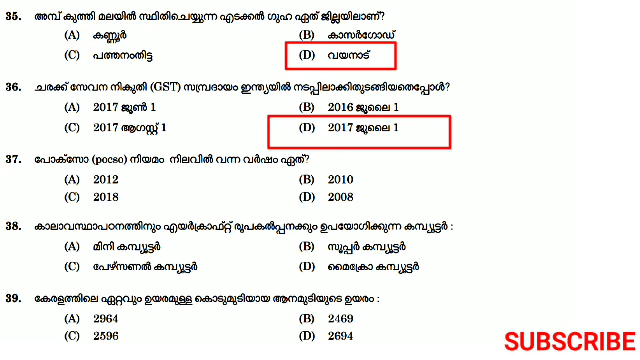 35. അമ്പ് കുത്തി മലയിൽ സ്ഥിതിചെയ്യുന്ന എടക്കൽ ഗുഹ ഏത് ജില്ലയിലാണ്?
(A) കണ്ണൂർ (B) കാസർഗോഡ്
(C) പത്തനംതിട്ട (D) വയനാട്
36. ചരക്ക് സേവന നികുതി (GST) സമ്പ്രദായം ഇന്ത്യയിൽ നടപ്പിലാക്കിതുടങ്ങിയതെപ്പോൾ?
(A) 2017 ജൂൺ 1 (B) 2016 ജൂലൈ 1
(C) 2017 ആഗസ്റ്റ് 1 (D) 2017 ജൂലൈ 1
37. പോക്സോ (pocso) നിയമം നിലവിൽ വന്ന വർഷം ഏത്?
(A) 2012 (B) 2010
(C) 2018 (D) 2008
38. കാലാവസ്ഥാപഠനത്തിനും എയർക്രാഫ്റ്റ് രൂപകൽപ്പനക്കും ഉപയോഗിക്കുന്ന കമ്പ്യൂട്ടർ :
(A) മിനി കമ്പ്യൂട്ടർ (B) സൂപ്പർ കമ്പ്യൂട്ടർ
(C) പേഴ്സണൽ കമ്പ്യൂട്ടർ (D) മൈക്രോ കമ്പ്യൂട്ടർ
39. കേരളത്തിലെ ഏറ്റവും ഉയരമുള്ള കൊടുമുടിയായ ആനമുടിയുടെ ഉയരം :
(A) 2964 (B) 2469
(C) 2596 (D) 2694
SUBSCRIBE